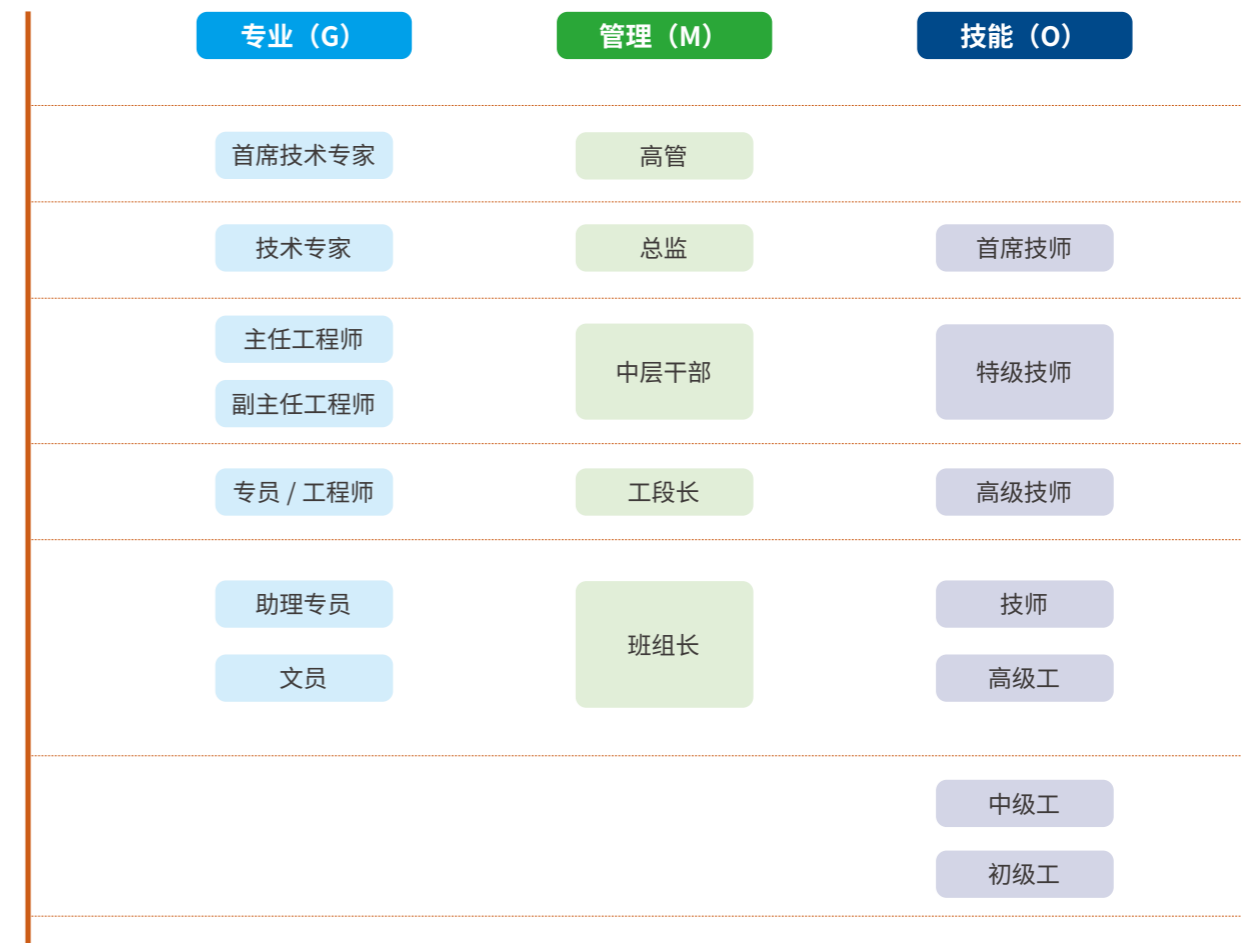 专业（G）
管理（M）
技能（O）
首席技术专家
高管
技术专家
总监
首席技师
主任工程师
副主任工程师
中层干部
特级技师
专员 / 工程师
工段长
高级技师
助理专员
文员
班组长
技师
高级工
中级工
初级工